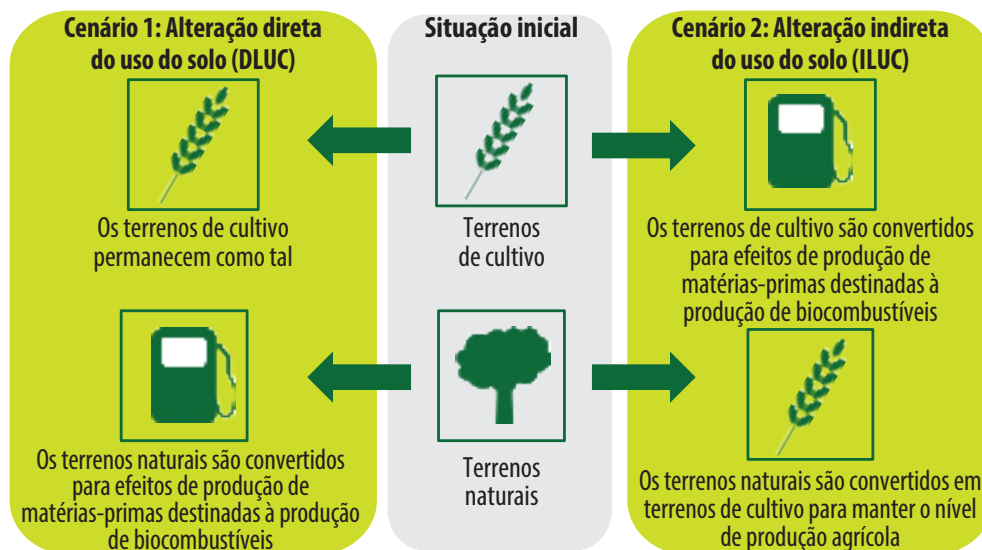 Cenário 1: Alteração direta
do uso do solo (DLUC)
Os terrenos de cultivo
permanecem como tal
Os terrenos naturais são convertidos
para efeitos de produção de
matérias-primas destinadas à produção
de biocombustíveis
Situação inicial
Terrenos
de cultivo
Terrenos
naturais
Cenário 2: Alteração indireta
do uso do solo (ILUC)
Os terrenos de cultivo são convertidos
para efeitos de produção de
matérias-primas destinadas à
produção de biocombustíveis
Os terrenos naturais são convertidos em
terrenos de cultivo para manter o nível
de produção agrícola